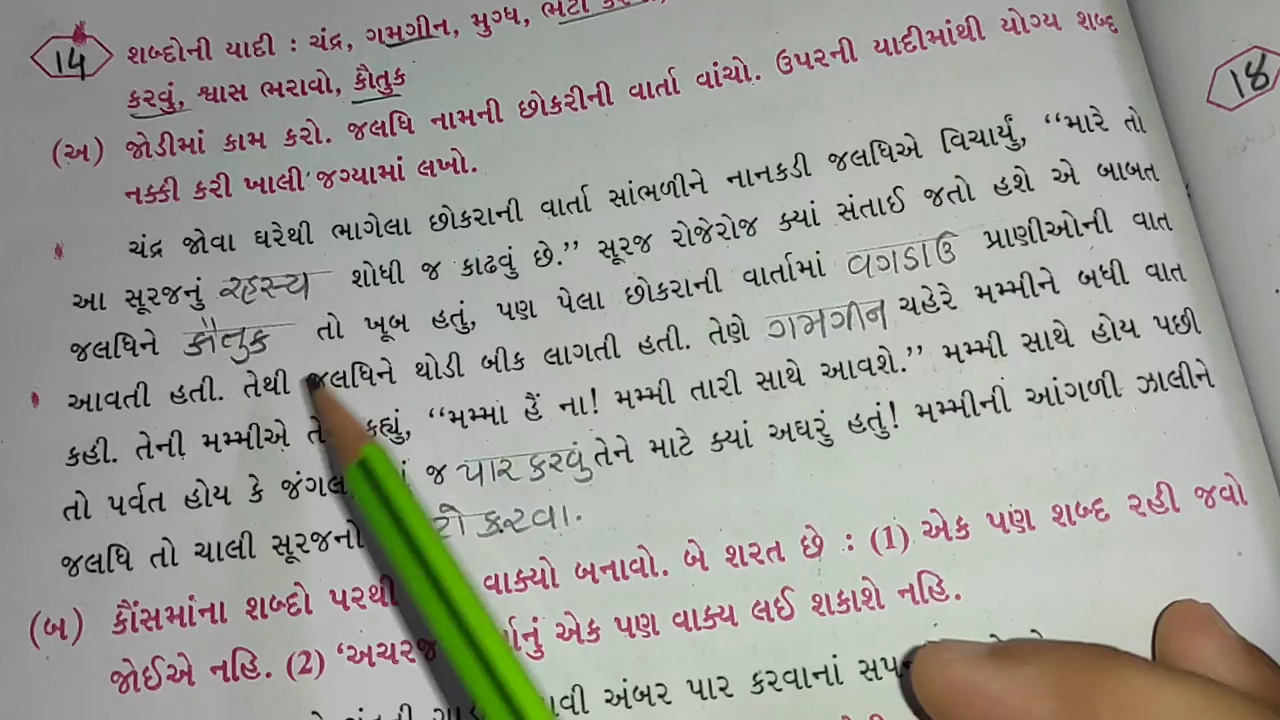 14 શબ્દોની યાદી : ચંદ્ર, ગમગીન, મુગ્ધ,
કરવું, શ્વાસ ભરાવો, કૌતુક
(અ) જોડીમાં કામ કરો. જલધિ નામની છોકરીની વાર્તા વાંચો. ઉપરની યાદીમાંથી યોગ્ય શબ્દ
નક્કી કરી ખાલી જગ્યામાં લખો.
ચંદ્ર જોવા ઘરેથી ભાગેલા છોકરાની વાર્તા સાંભળીને નાનકડી જલધિએ વિચાર્યું, “મારે તો
આ સૂરજનું રહસ્ય શોધી જ કાઢવું છે.” સૂરજ રોજેરોજ ક્યાં સંતાઈ જતો હશે એ બાબત
જલધિને કૌતુક તો ખૂબ હતું, પણ પેલા છોકરાની વાર્તામાં વગડાઉ પ્રાણીઓની વાત
આવતી હતી. તેથી જલધિને થોડી બીક લાગતી હતી. તેણે ગમગીન ચહેરે મમ્મીને બધી વાત
કહી. તેની મમ્મીએ કહ્યું, “મમ્મા હૈં ના! મમ્મી તારી સાથે આવશે.” મમ્મી સાથે હોય પછી
તો પર્વત હોય કે જ પાર કરવું તેને માટે ક્યાં અઘરું હતું! મમ્મીની આંગળી ઝાલીને
જલધિ તો ચાલી સૂરજનો કરવા.
(બ) કૌંસમાંના શબ્દો પરથી વાક્યો બનાવો. બે શરત છે : (1) એક પણ શબ્દ રહી જવો
જોઈએ નહિ. (2) ‘અચરજ એક પણ વાક્ય લઈ શકાશે નહિ.
અંબર પાર કરવાનાં
18